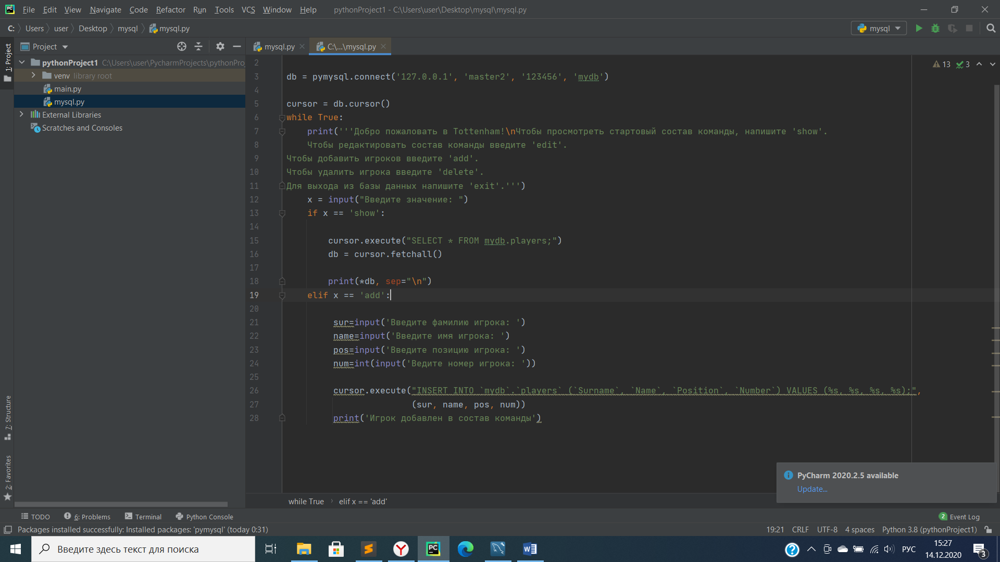 File Edit View Navigate Code Refactor Run Tools VCS Window Help pythonProject1 - C:\Users\user\Desktop\mysql\mysql.py
C: Users user Desktop mysql mysql.py mysql
1: Project
Project
mysql.py C:\...\mysql.py
pythonProject1 C:\Users\user\PycharmProjects\pythonPro
venv library root
main.py
mysql.py
External Libraries
Scratches and Consoles
13 3
2
3 db = pymysql.connect('127.0.0.1', 'master2', '123456', 'mydb')
4
5 cursor = db.cursor()
6 while True:
7 print('''Добро пожаловать в Tottenham!\nЧтобы просмотреть стартовый состав команды, напишите 'show'.
8 Чтобы редактировать состав команды введите 'edit'.
9 Чтобы добавить игроков введите 'add'.
10 Чтобы удалить игрока введите 'delete'.
11 Для выхода из базы данных напишите 'exit'.''')
12 x = input("Введите значение: ")
13 if x == 'show':
14
15 cursor.execute("SELECT * FROM mydb.players;")
16 db = cursor.fetchall()
17
18 print(*db, sep="\n")
19 elif x == 'add':
20
21 sur=input('Введите фамилию игрока: ')
22 name=input('Введите имя игрока: ')
23 pos=input('Введите позицию игрока: ')
24 num=int(input('Ведите номер игрока: '))
25
26 cursor.execute("INSERT INTO `mydb`.`players` (`Surname`, `Name`, `Position`, `Number`) VALUES (%s, %s, %s, %s);",
27 (sur, name, pos, num))
28 print('Игрок добавлен в состав команды')
7: Structure
2: Favorites
PyCharm 2020.2.5 available
Update...
while True elif x == 'add'
TODO 6: Problems Terminal Python Console 2 Event Log
Packages installed successfully: Installed packages: 'pymysql' (today 0:31) 19:21 CRLF UTF-8 4 spaces Python 3.8 (pythonProject1)
Введите здесь текст для поиска РУС 15:27
14.12.2020 3